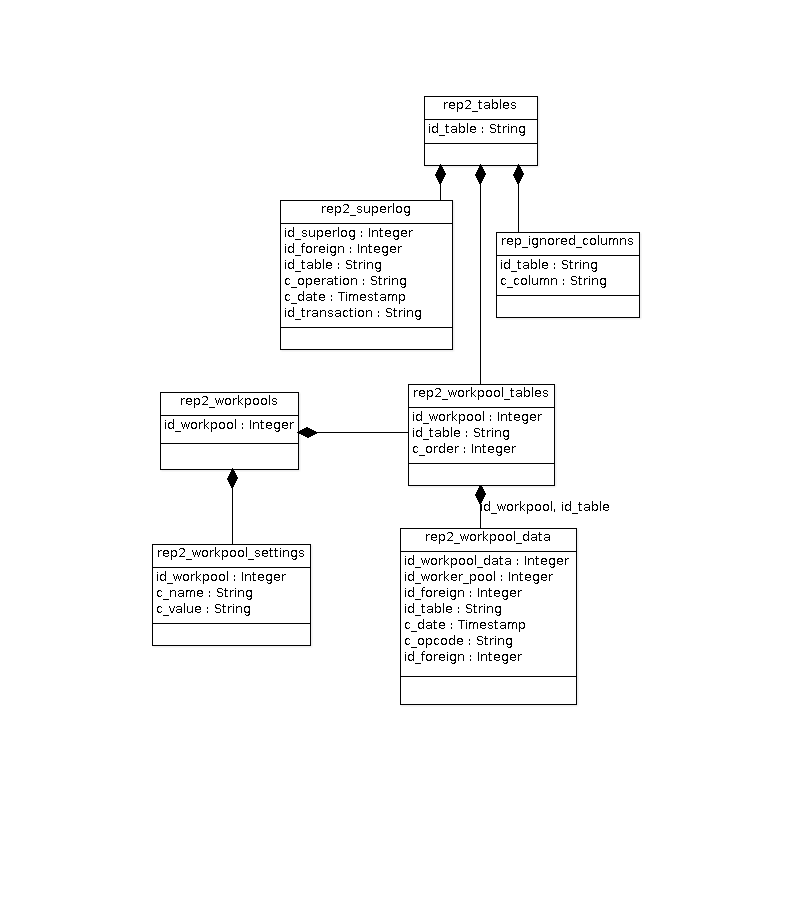 rep2_tables
id_table : String
rep2_superlog
id_superlog : Integer
id_foreign : Integer
id_table : String
c_operation : String
c_date : Timestamp
id_transaction : String
rep_ignored_columns
id_table : String
c_column : String
rep2_workpools
id_workpool : Integer
rep2_workpool_tables
id_workpool : Integer
id_table : String
c_order : Integer
id_workpool, id_table
rep2_workpool_settings
id_workpool : Integer
c_name : String
c_value : String
rep2_workpool_data
id_workpool_data : Integer
id_worker_pool : Integer
id_foreign : Integer
id_table : String
c_date : Timestamp
c_opcode : String
id_foreign : Integer